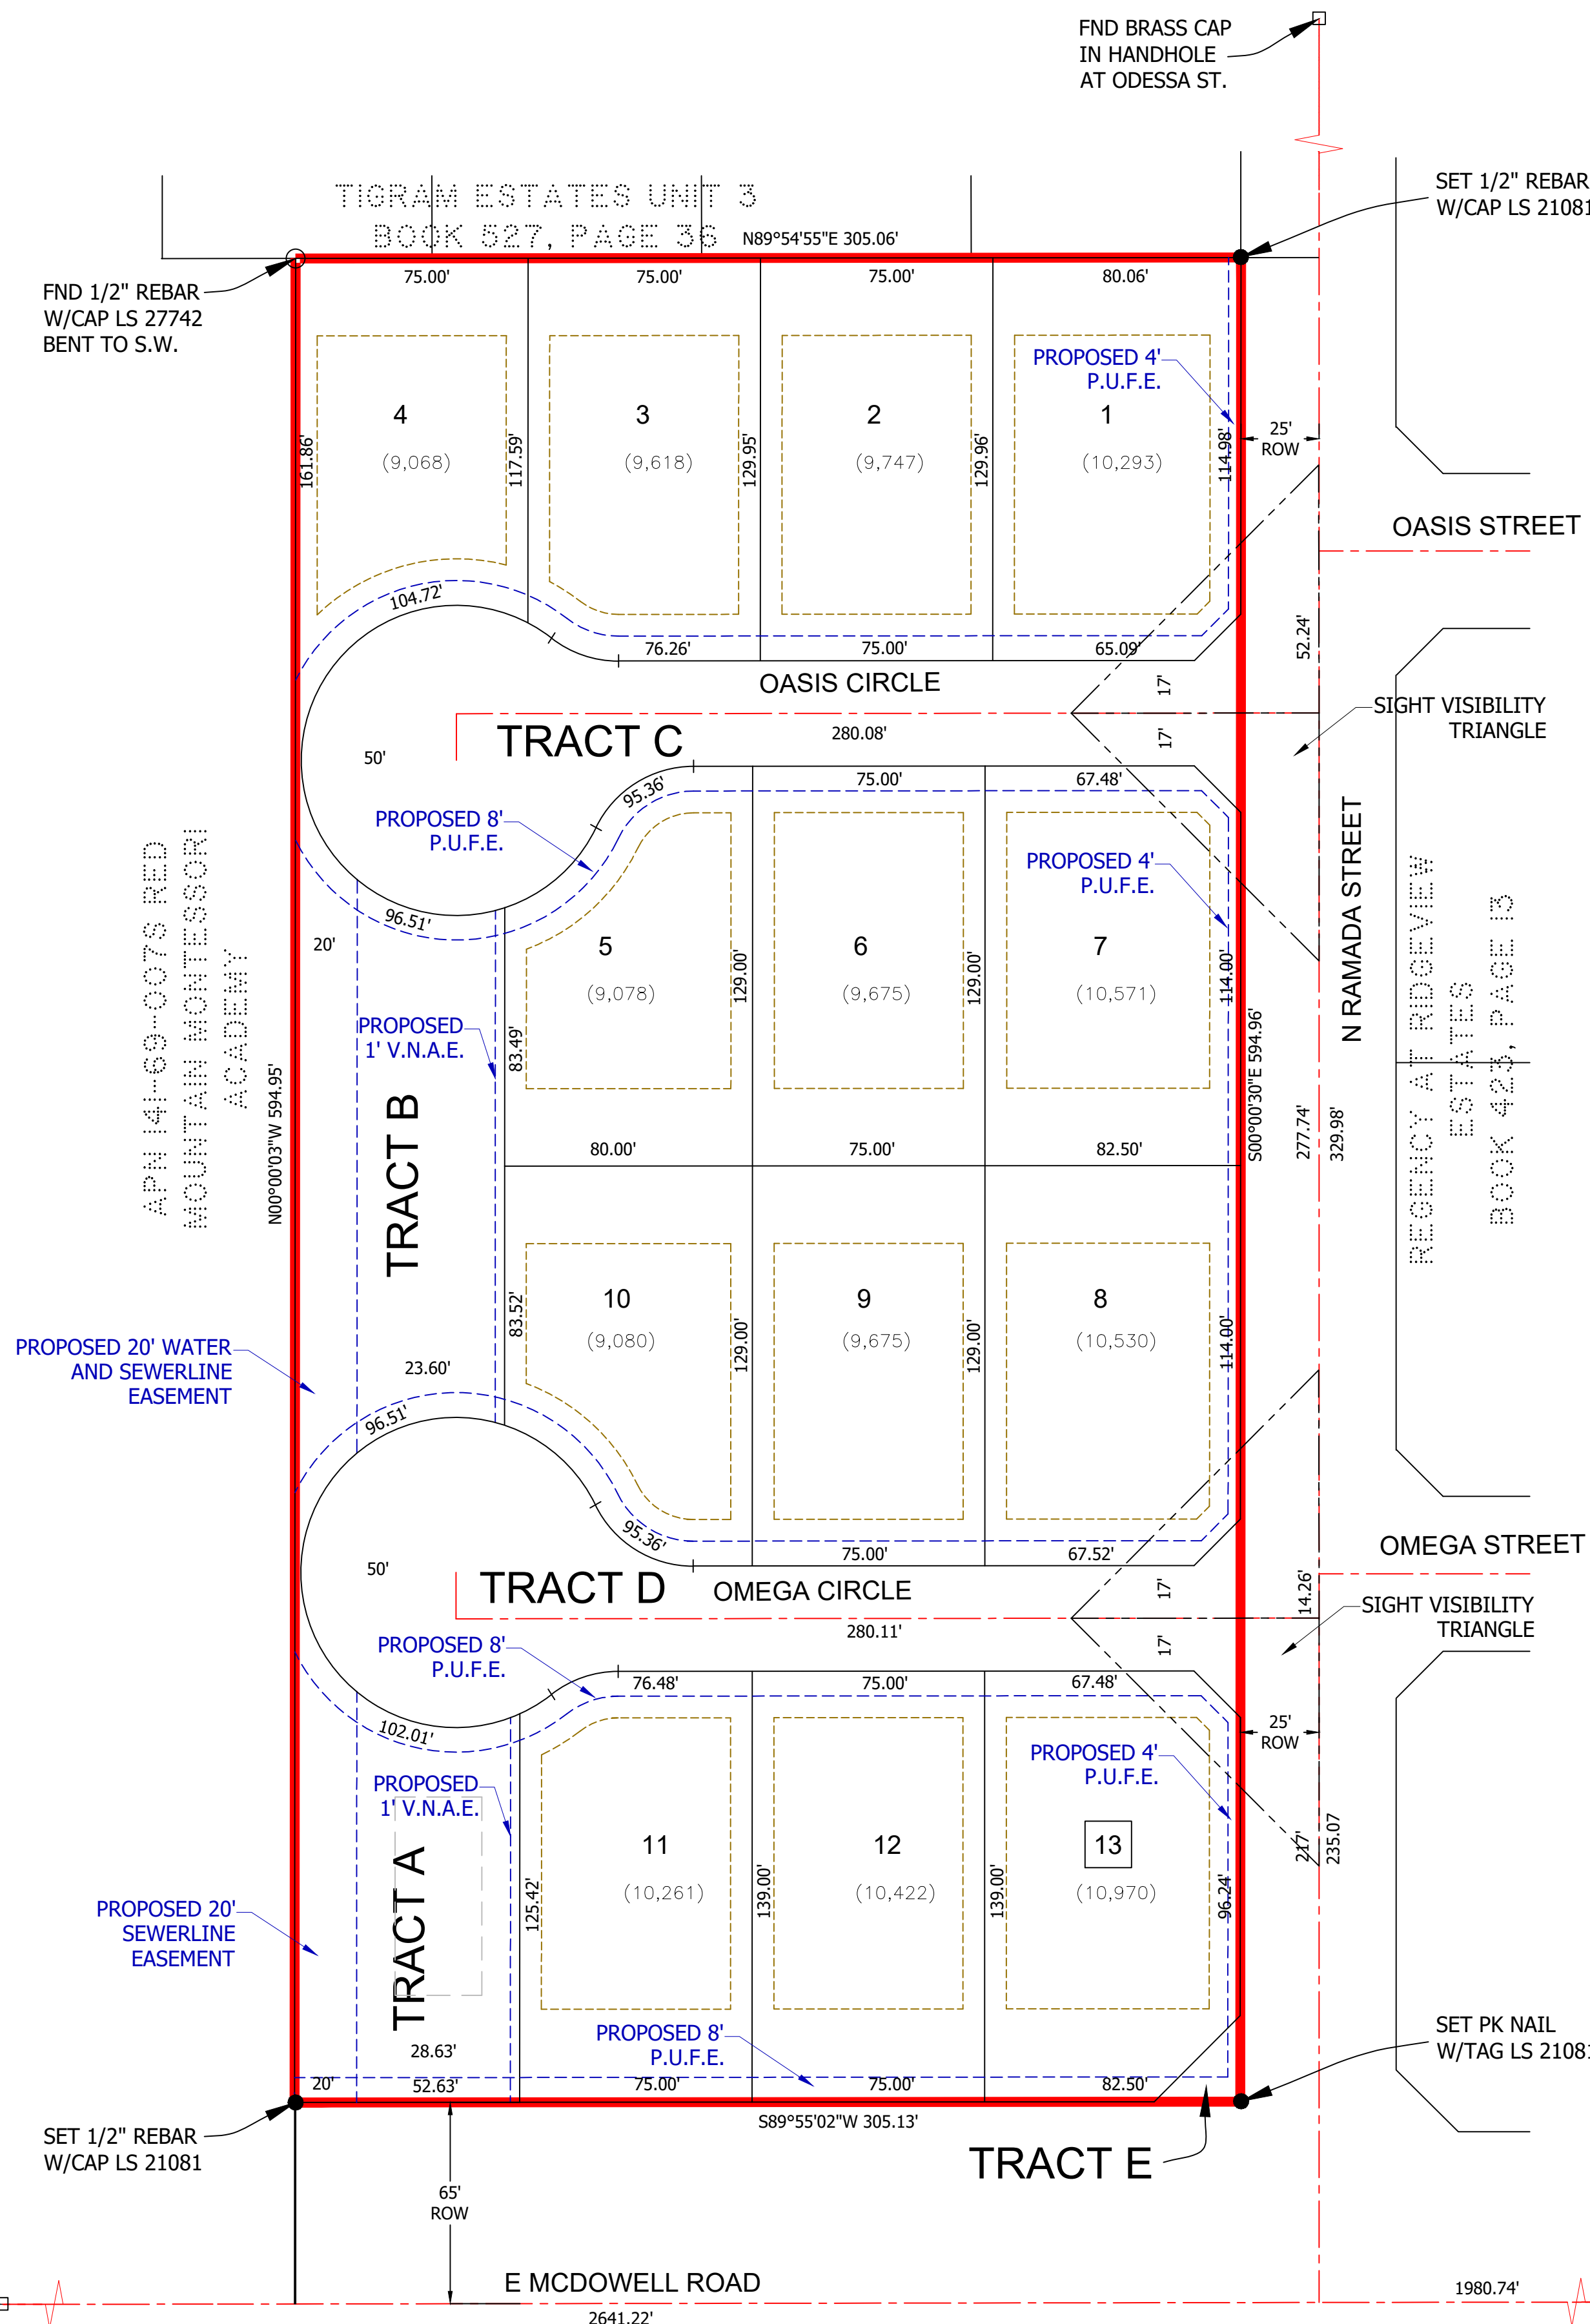 FND BRASS CAP
IN HANDHOLE
AT ODESSA ST.
SET 1/2" REBAR
W/CAP LS 21081
TIGRAM ESTATES UNIT 3
BOOK 527, PAGE 36
N89°54'55"E 305.06'
FND 1/2" REBAR
W/CAP LS 27742
BENT TO S.W.
75.00'
75.00'
75.00'
80.06'
PROPOSED 4'
P.U.F.E.
4
3
2
1
(9,068)
(9,618)
(9,747)
(10,293)
161.86'
117.59'
129.95'
129.96'
114.98'
25'
ROW
OASIS STREET
104.72'
76.26'
75.00'
65.09'
52.24'
OASIS CIRCLE
17'
SIGHT VISIBILITY
TRIANGLE
TRACT C
280.08'
17'
50'
95.36'
75.00'
67.48'
PROPOSED 8'
P.U.F.E.
PROPOSED 4'
P.U.F.E.
N RAMADA STREET
96.51'
20'
5
6
7
(9,078)
(9,675)
(10,571)
129.00'
129.00'
114.00'
APN 141-69-007S RED
MOUNTAIN MONTESSORI
ACADEMY
REGENCY AT RIDGEVIEW
ESTATES
BOOK 423, PAGE 13
PROPOSED
1' V.N.A.E.
83.49'
N00°00'03"W 594.95'
S00°00'30"E 594.96'
TRACT B
277.74'
329.98'
80.00'
75.00'
82.50'
10
9
8
(9,080)
(9,675)
(10,530)
83.52'
129.00'
129.00'
114.00'
PROPOSED 20' WATER
AND SEWERLINE
EASEMENT
23.60'
96.51'
95.36'
75.00'
67.52'
OMEGA STREET
50'
TRACT D
OMEGA CIRCLE
17'
14.26'
SIGHT VISIBILITY
TRIANGLE
280.11'
17'
PROPOSED 8'
P.U.F.E.
76.48'
75.00'
67.48'
102.01'
25'
ROW
PROPOSED
1' V.N.A.E.
PROPOSED 4'
P.U.F.E.
11
12
13
(10,261)
(10,422)
(10,970)
125.42'
139.00'
139.00'
96.24'
217'
235.07
TRACT A
PROPOSED 20'
SEWERLINE
EASEMENT
PROPOSED 8'
P.U.F.E.
SET PK NAIL
W/TAG LS 21081
28.63'
20'
52.63'
75.00'
75.00'
82.50'
S89°55'02"W 305.13'
SET 1/2" REBAR
W/CAP LS 21081
TRACT E
65'
ROW
E MCDOWELL ROAD
1980.74'
2641.22'